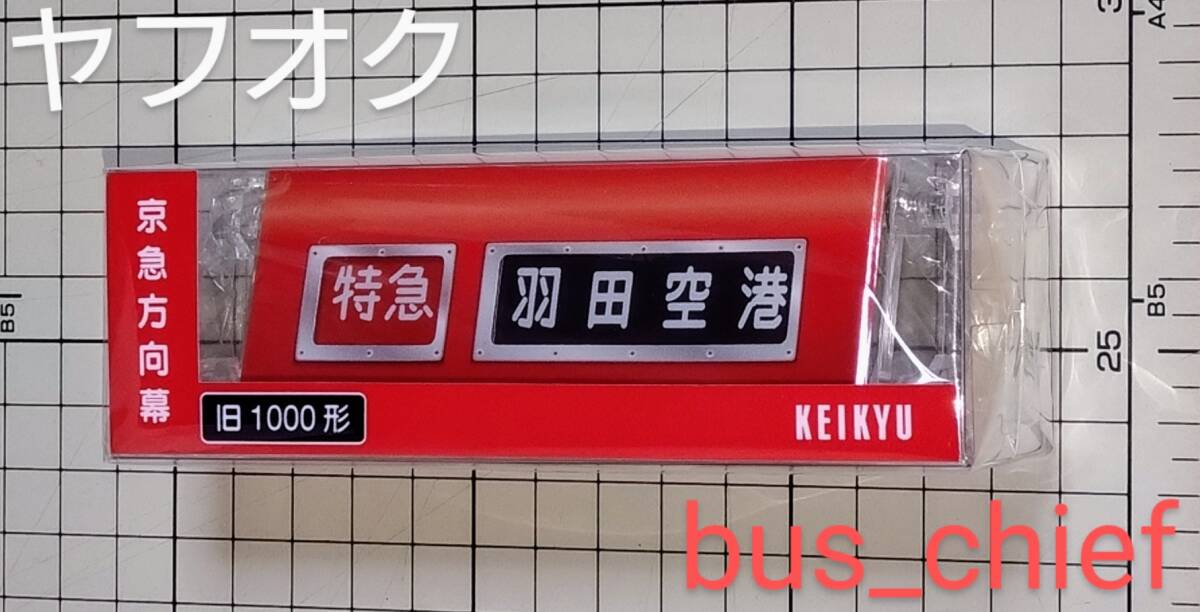 ヤフオク
京急方向幕
特急
羽田空港
旧1000形
KEIKYU
B5
A4
B5
25
bus_chief